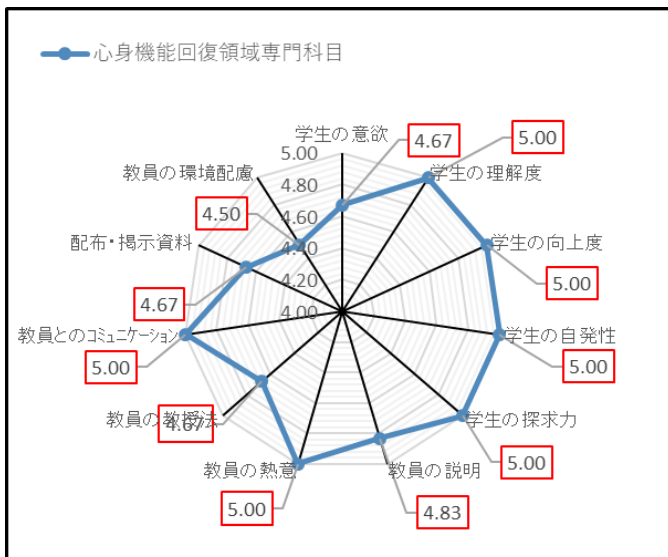 心身機能回復領域専門科目
学生の意欲
4.67
5.00
学生の理解度
学生の向上度
5.00
学生の自発性
5.00
学生の探求力
5.00
教員の説明
4.83
教員の熱意
5.00
教員の教授法
4.67
教員とのコミュニケーション
5.00
配布・掲示資料
4.67
教員の環境配慮
4.50
5.00
4.80
4.60
4.40
4.20
4.00